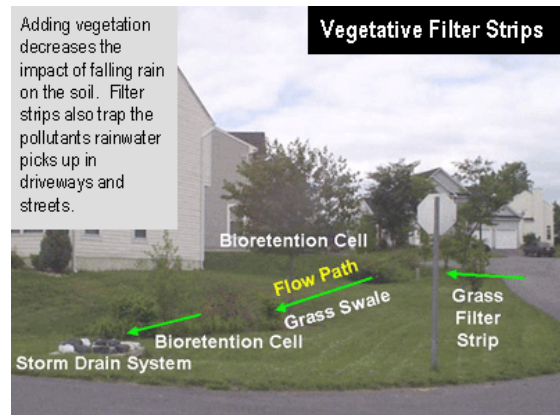 Adding vegetation
decreases the
impact of falling rain
on the soil.  Filter
strips also trap the
pollutants rainwater
picks up in
driveways and
streets.
Vegetative Filter Strips
Bioretention Cell
Flow Path
Grass Swale
Grass
Filter
Strip
Bioretention Cell
Storm Drain System